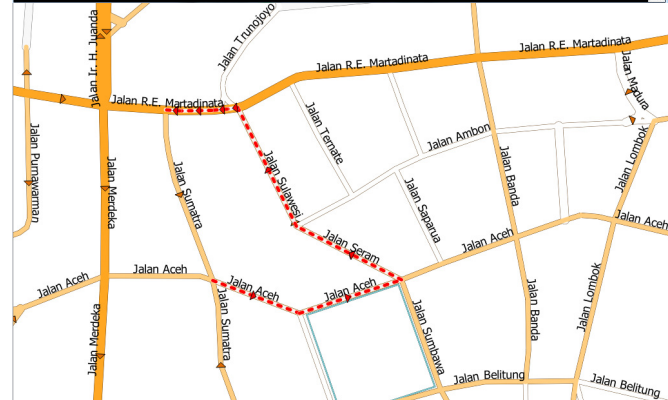 Jalan Ir. H. Juanda
Jalan Trunojoyo
Jalan R.E. Martadinata
Jalan R.E. Martadinata
Jalan R.E. Martadinata
Jalan Madura
Jalan Purnawarman
Jalan Merdeka
Jalan Sumatra
Jalan Sulawesi
Jalan Ternate
Jalan Ambon
Jalan Saparua
Jalan Banda
Jalan Lombok
Jalan Aceh
Jalan Aceh
Jalan Seram
Jalan Aceh
Jalan Aceh
Jalan Aceh
Jalan Aceh
Jalan Merdeka
Jalan Sumatra
Jalan Sumbawa
Jalan Banda
Jalan Lombok
Jalan Belitung
Jalan Belitung